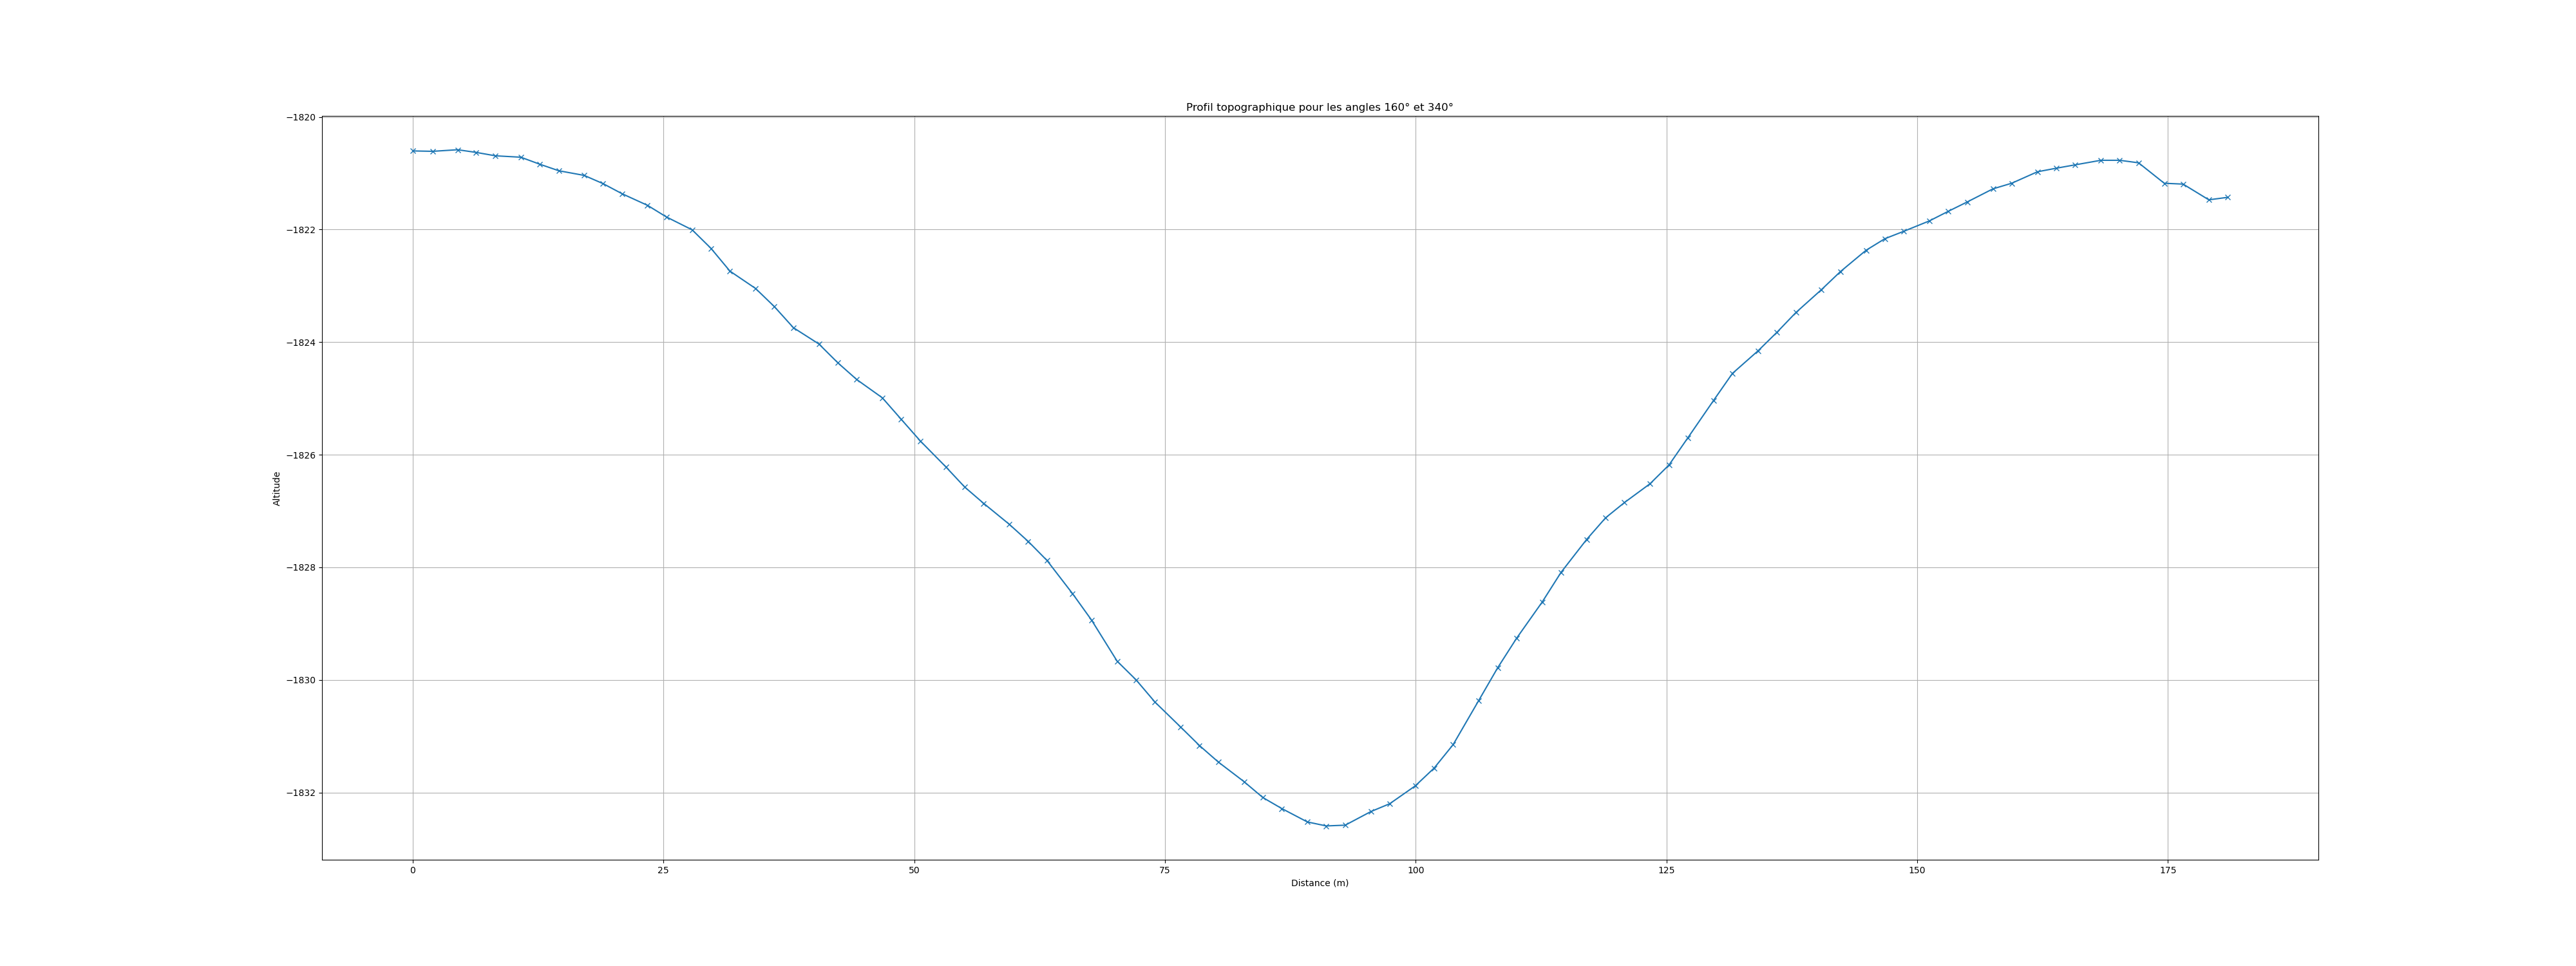 Profil topographique pour les angles 160° et 340°
−1820
−1822
−1824
−1826
−1828
−1830
−1832
Altitude
0 25 50 75 100 125 150 175
Distance (m)